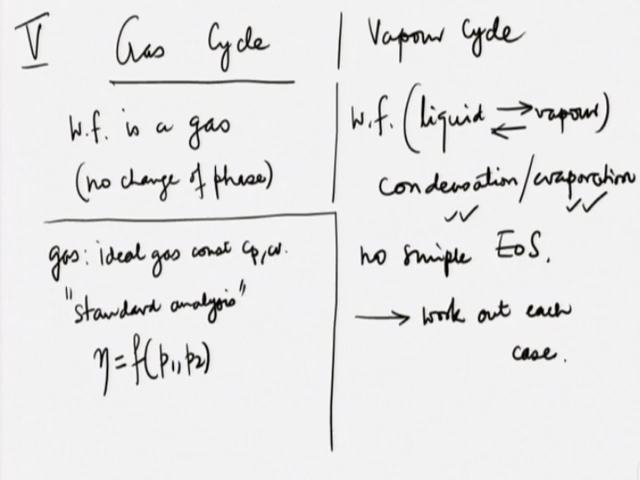 V Gas Cycle
w.f. is a gas
(no change of phase)
gas: ideal gas const cp, cv.
"standard analysis"
η = f(p1, p2)
Vapour Cycle
w.f. (liquid ⇄ vapour)
condensation/evaporation
✓✓ ✓✓
no simple EoS.
→ work out each
case.